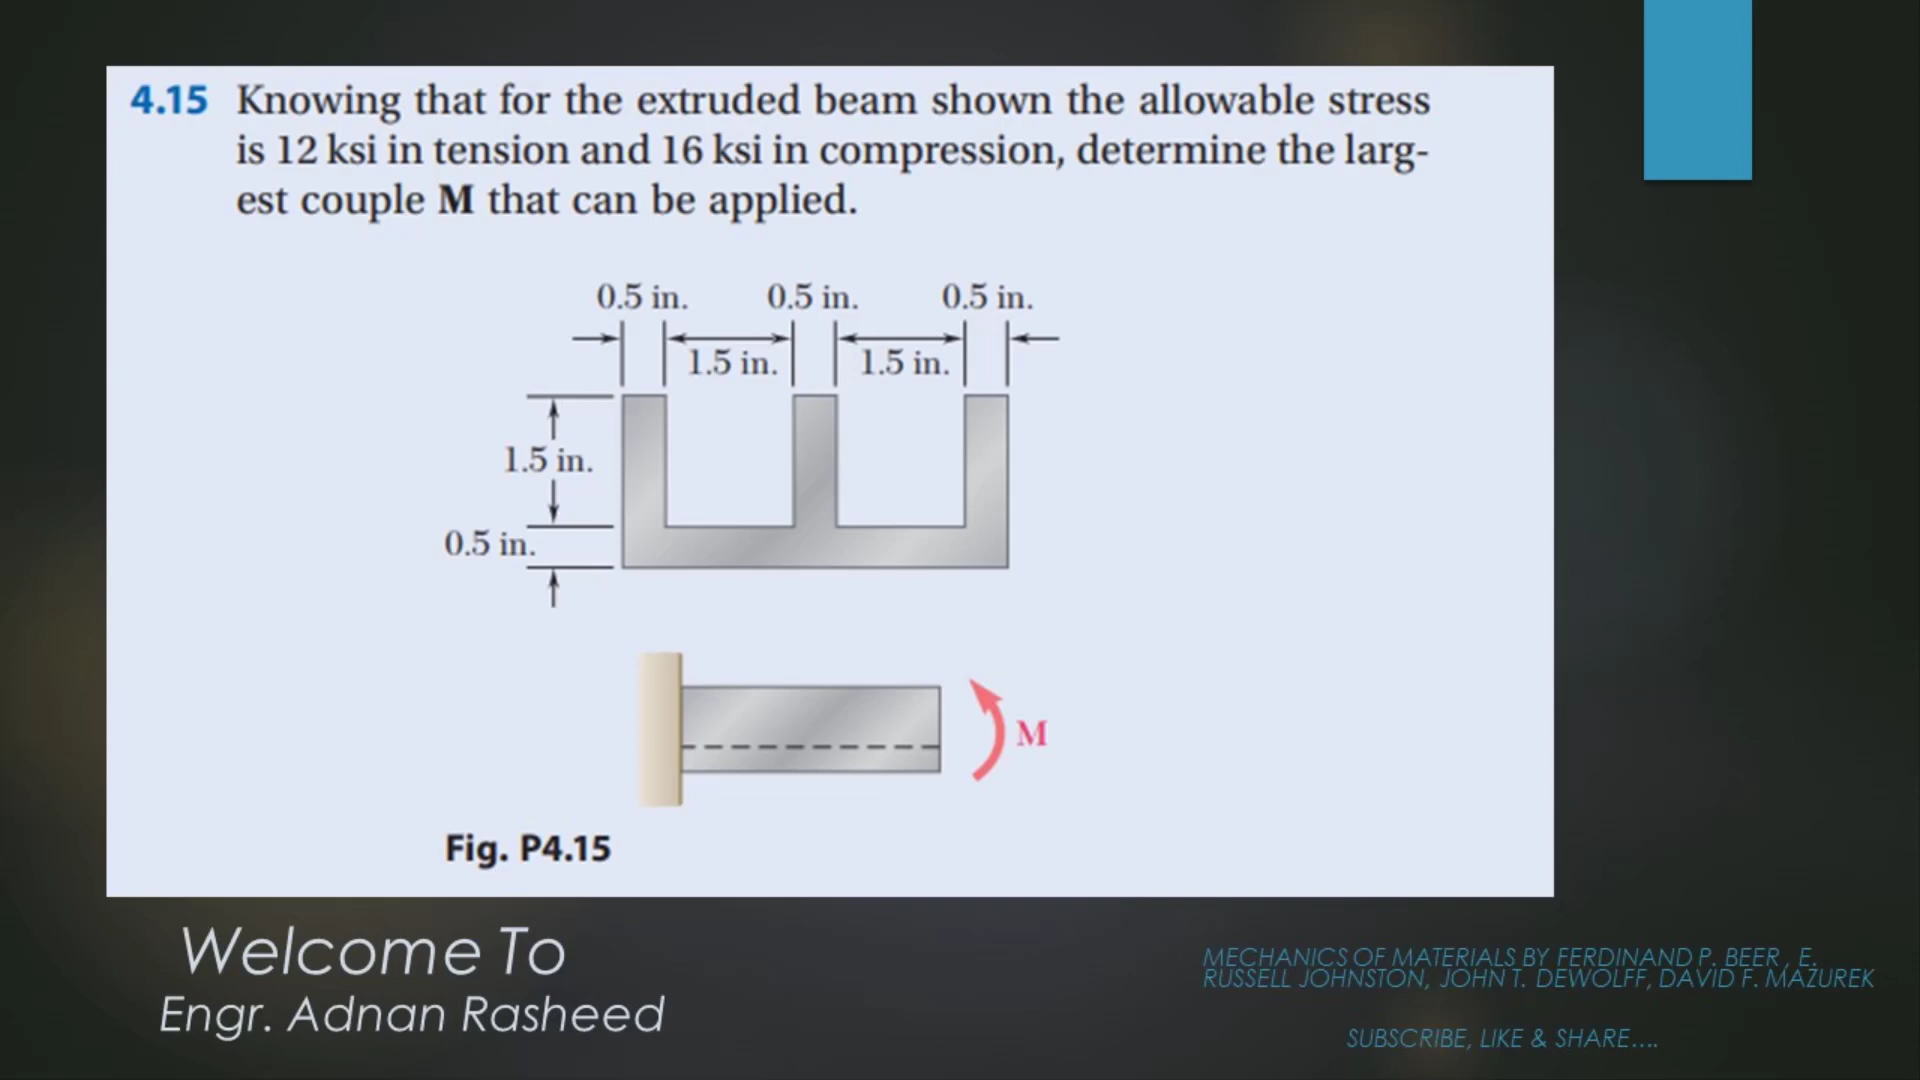 4.15 Knowing that for the extruded beam shown the allowable stress
is 12 ksi in tension and 16 ksi in compression, determine the larg-
est couple M that can be applied.
0.5 in. 0.5 in. 0.5 in.
1.5 in. 1.5 in.
1.5 in.
0.5 in.
M
Fig. P4.15
Welcome To
Engr. Adnan Rasheed
MECHANICS OF MATERIALS BY FERDINAND P. BEER , E.
RUSSELL JOHNSTON, JOHN T. DEWOLFF, DAVID F. MAZUREK
SUBSCRIBE, LIKE & SHARE....